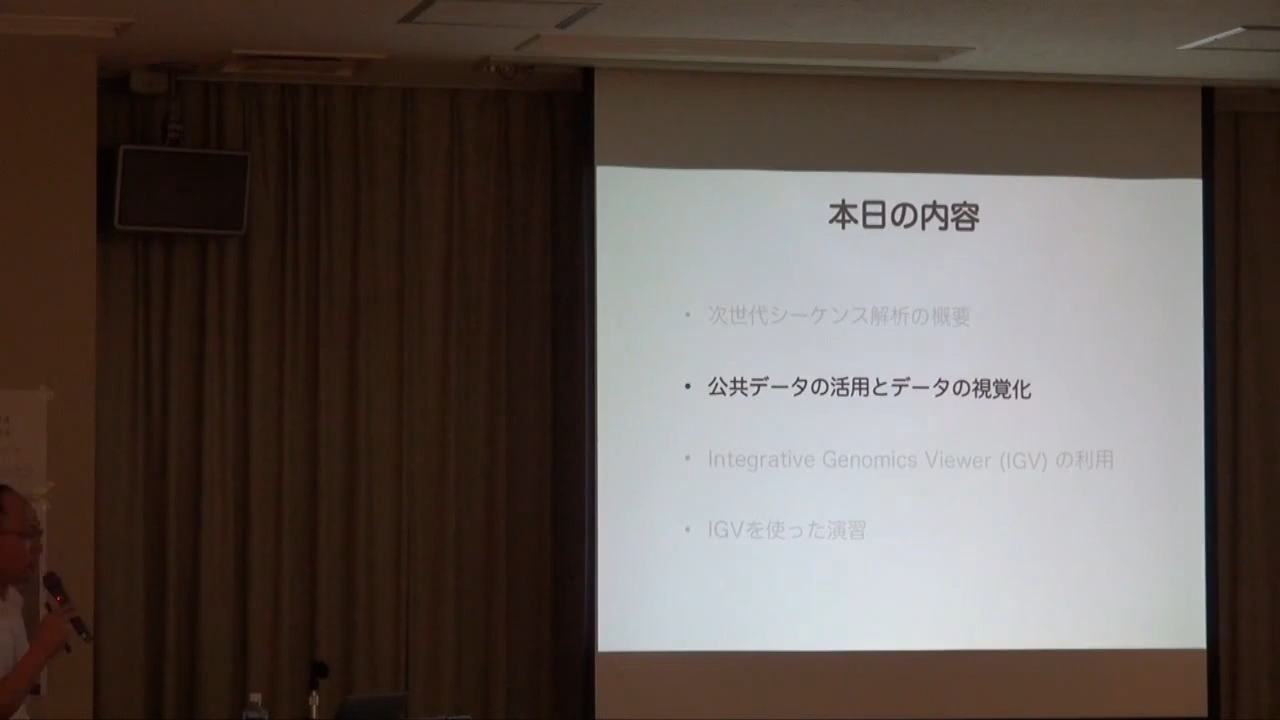 本日の内容
• 次世代シーケンス解析の概要
• 公共データの活用とデータの視覚化
• Integrative Genomics Viewer (IGV) の利用
• IGVを使った演習